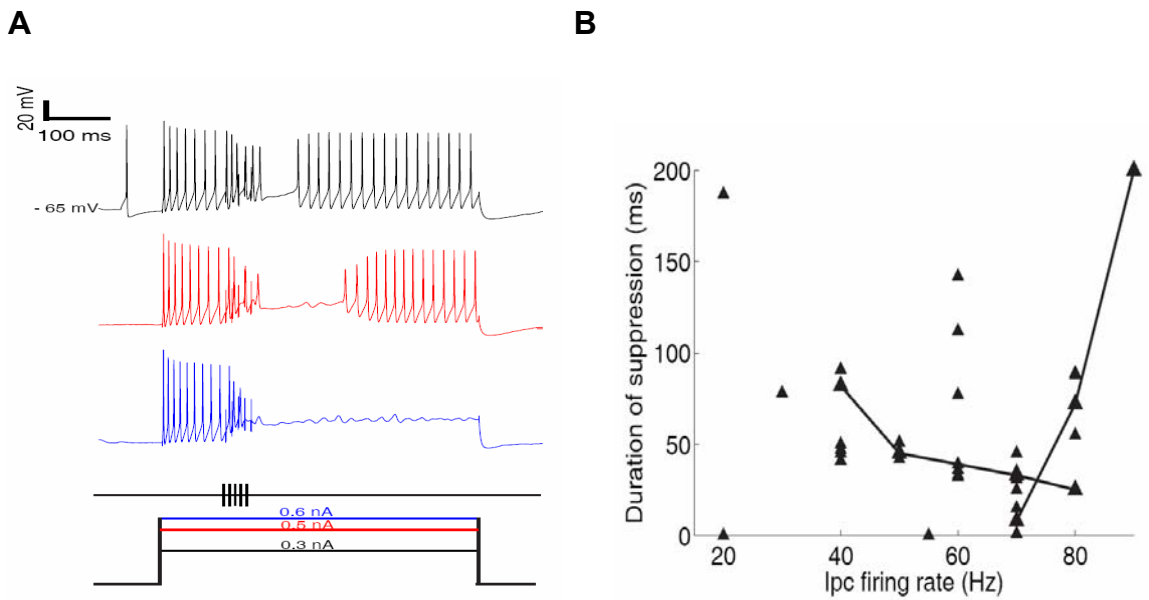 A
B
20 mV
100 ms
- 65 mV
0.6 nA
0.5 nA
0.3 nA
Duration of suppression (ms)
200
150
100
50
0
20
40
60
80
Ipc firing rate (Hz)